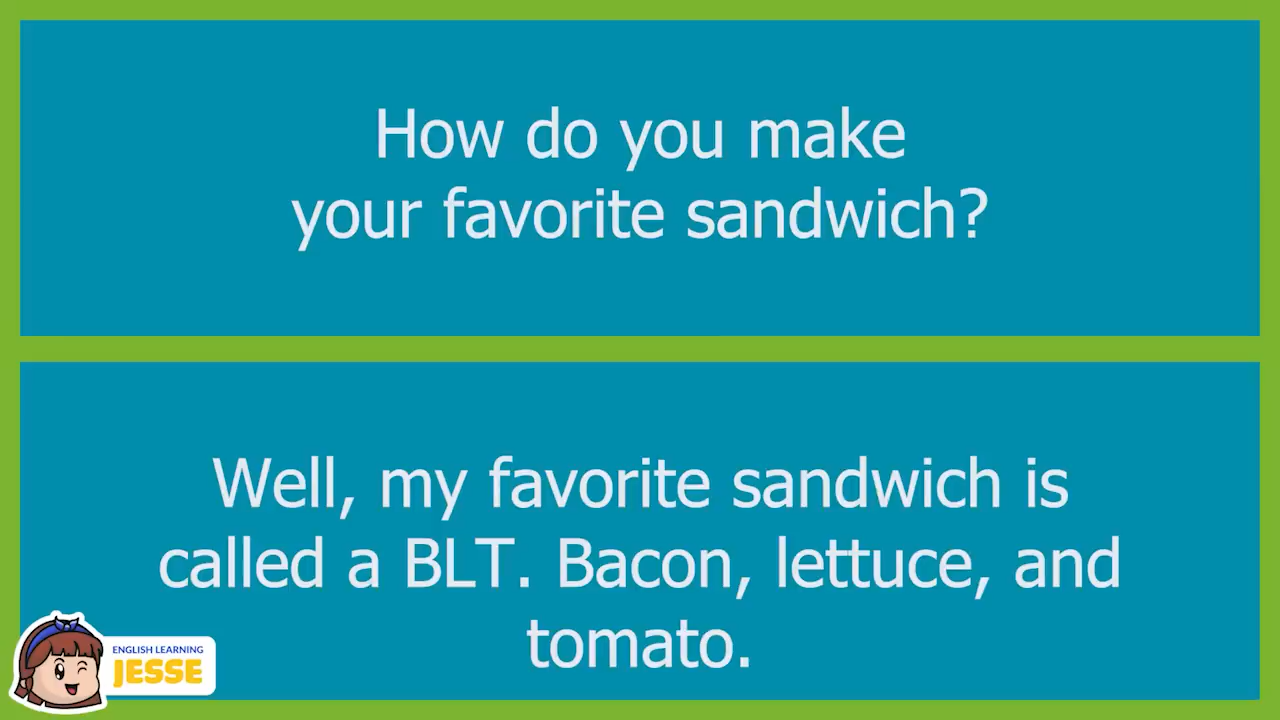 How do you make
your favorite sandwich?
Well, my favorite sandwich is
called a BLT. Bacon, lettuce, and
tomato.
ENGLISH LEARNING
JESSE